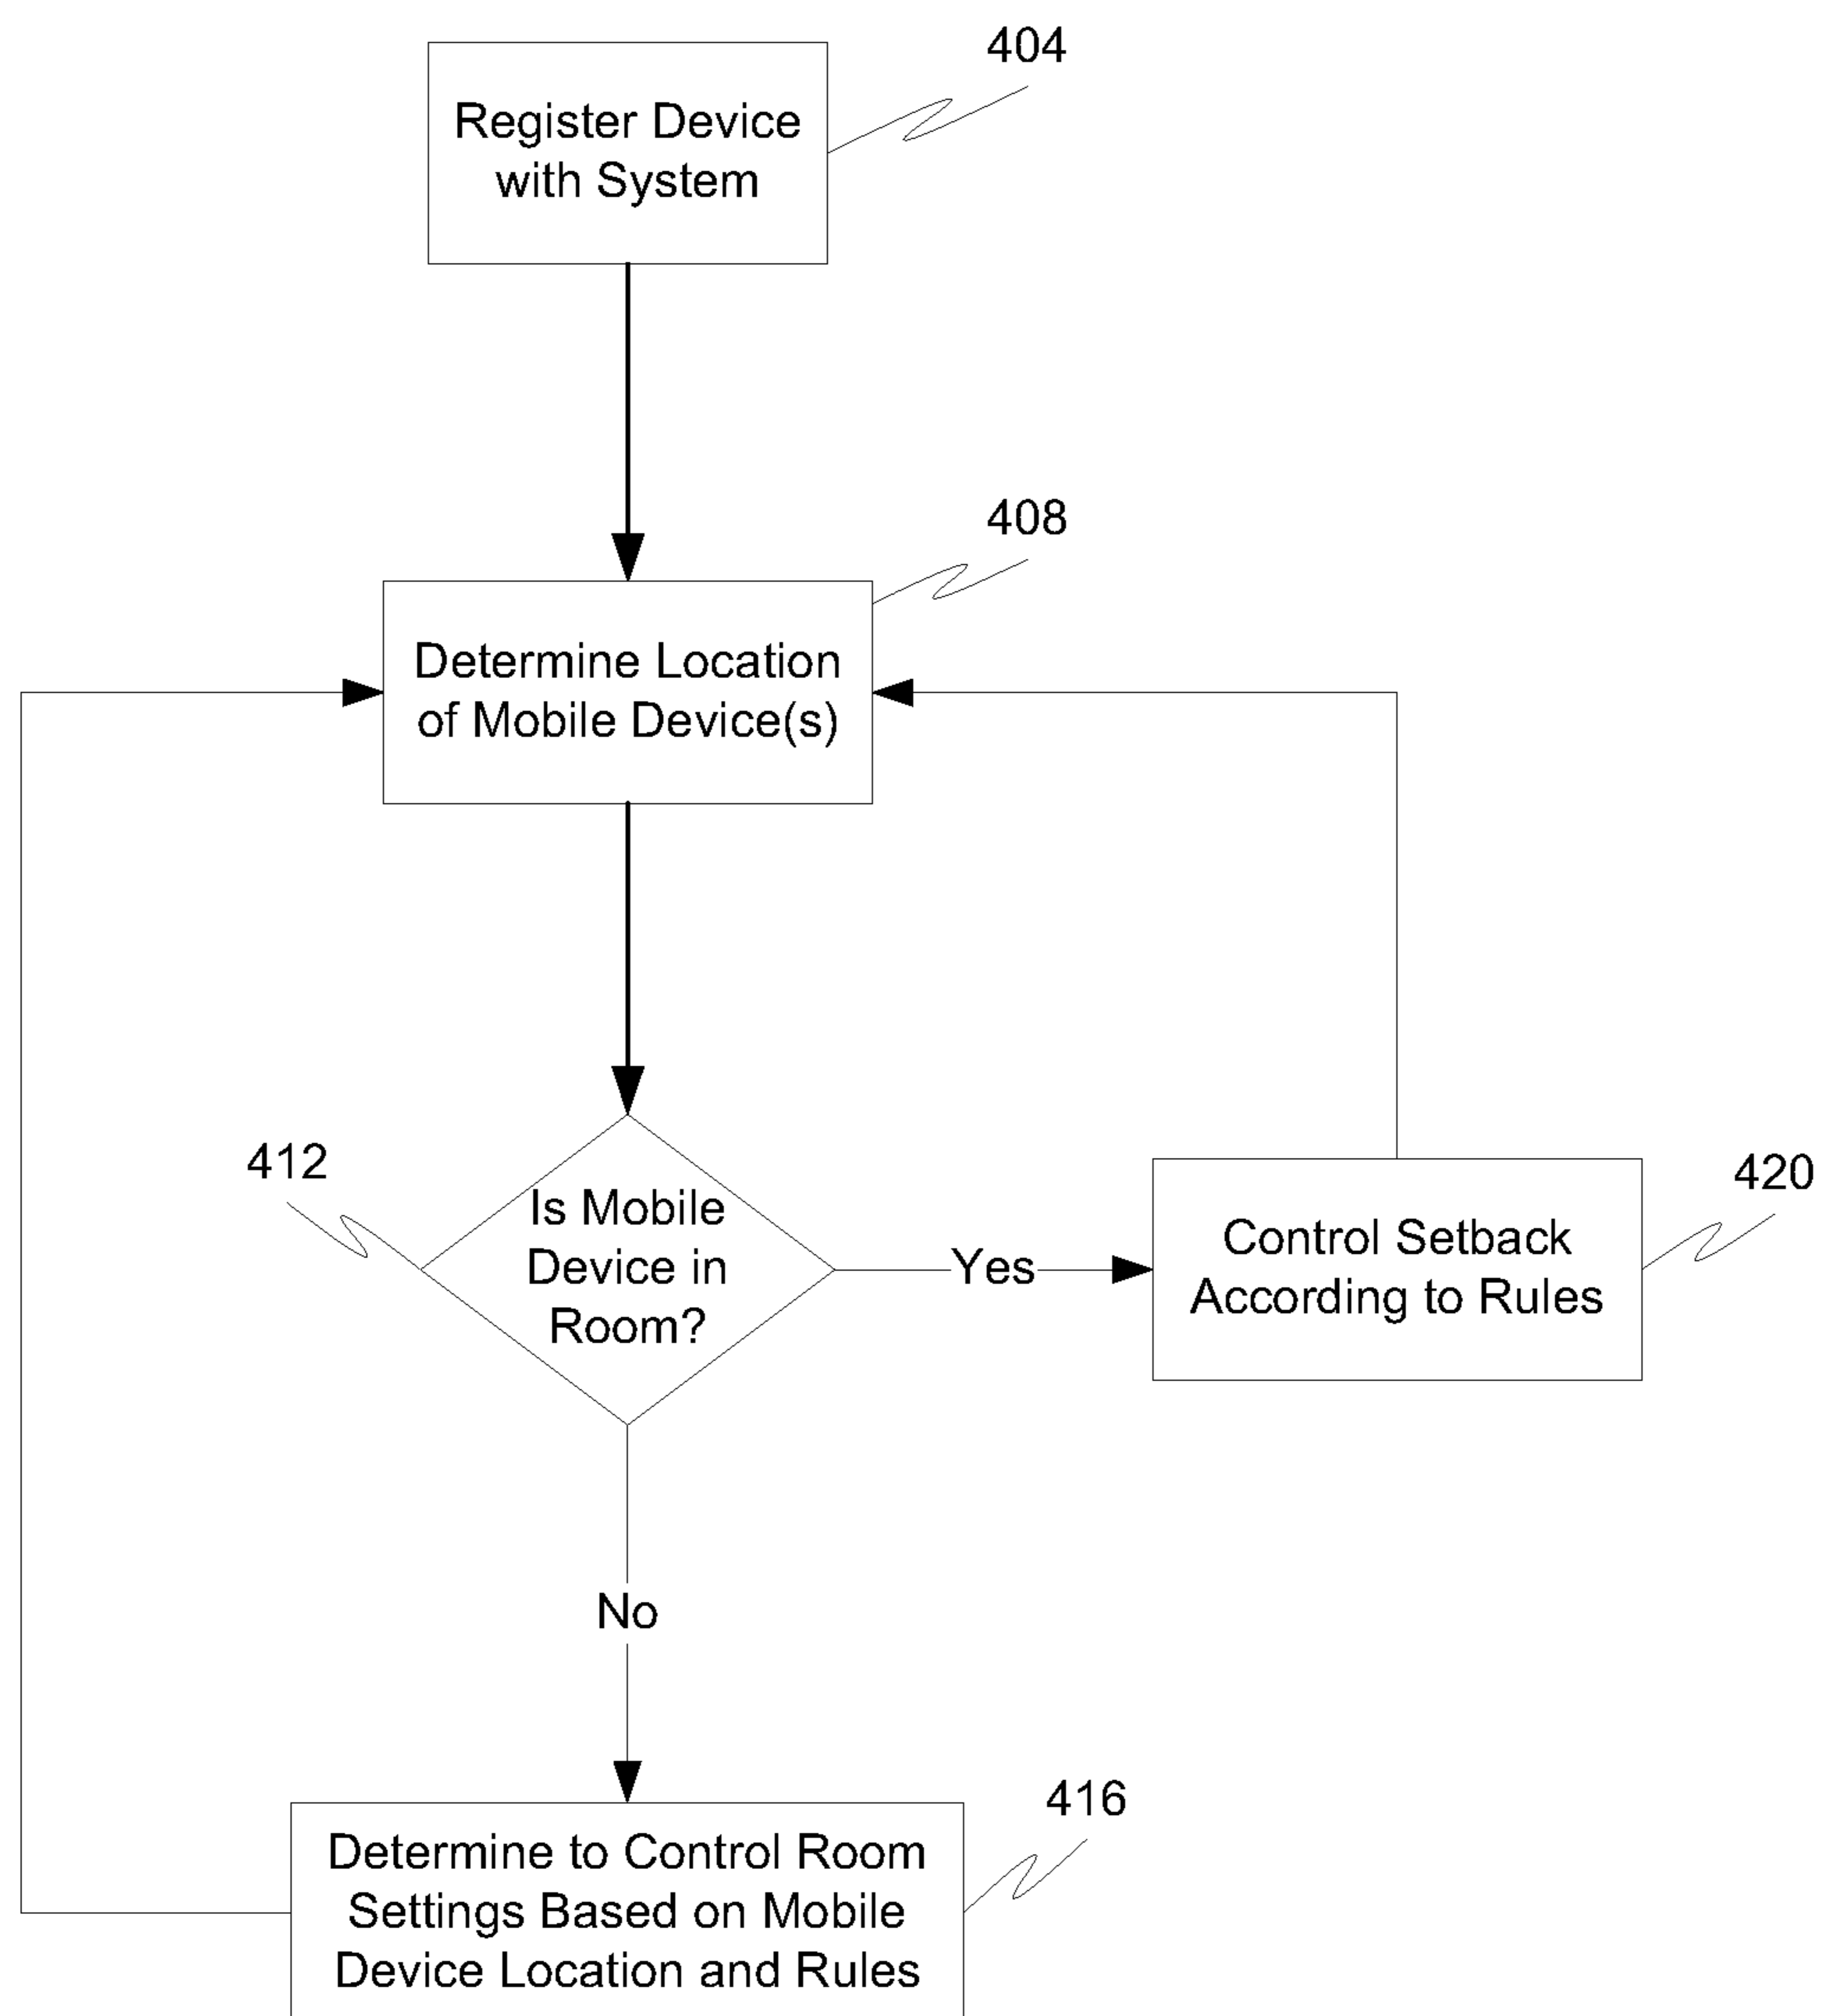 404
Register Device
with System
408
Determine Location
of Mobile Device(s)
412
Is Mobile
Device in
Room?
Yes
420
Control Setback
According to Rules
No
416
Determine to Control Room
Settings Based on Mobile
Device Location and Rules